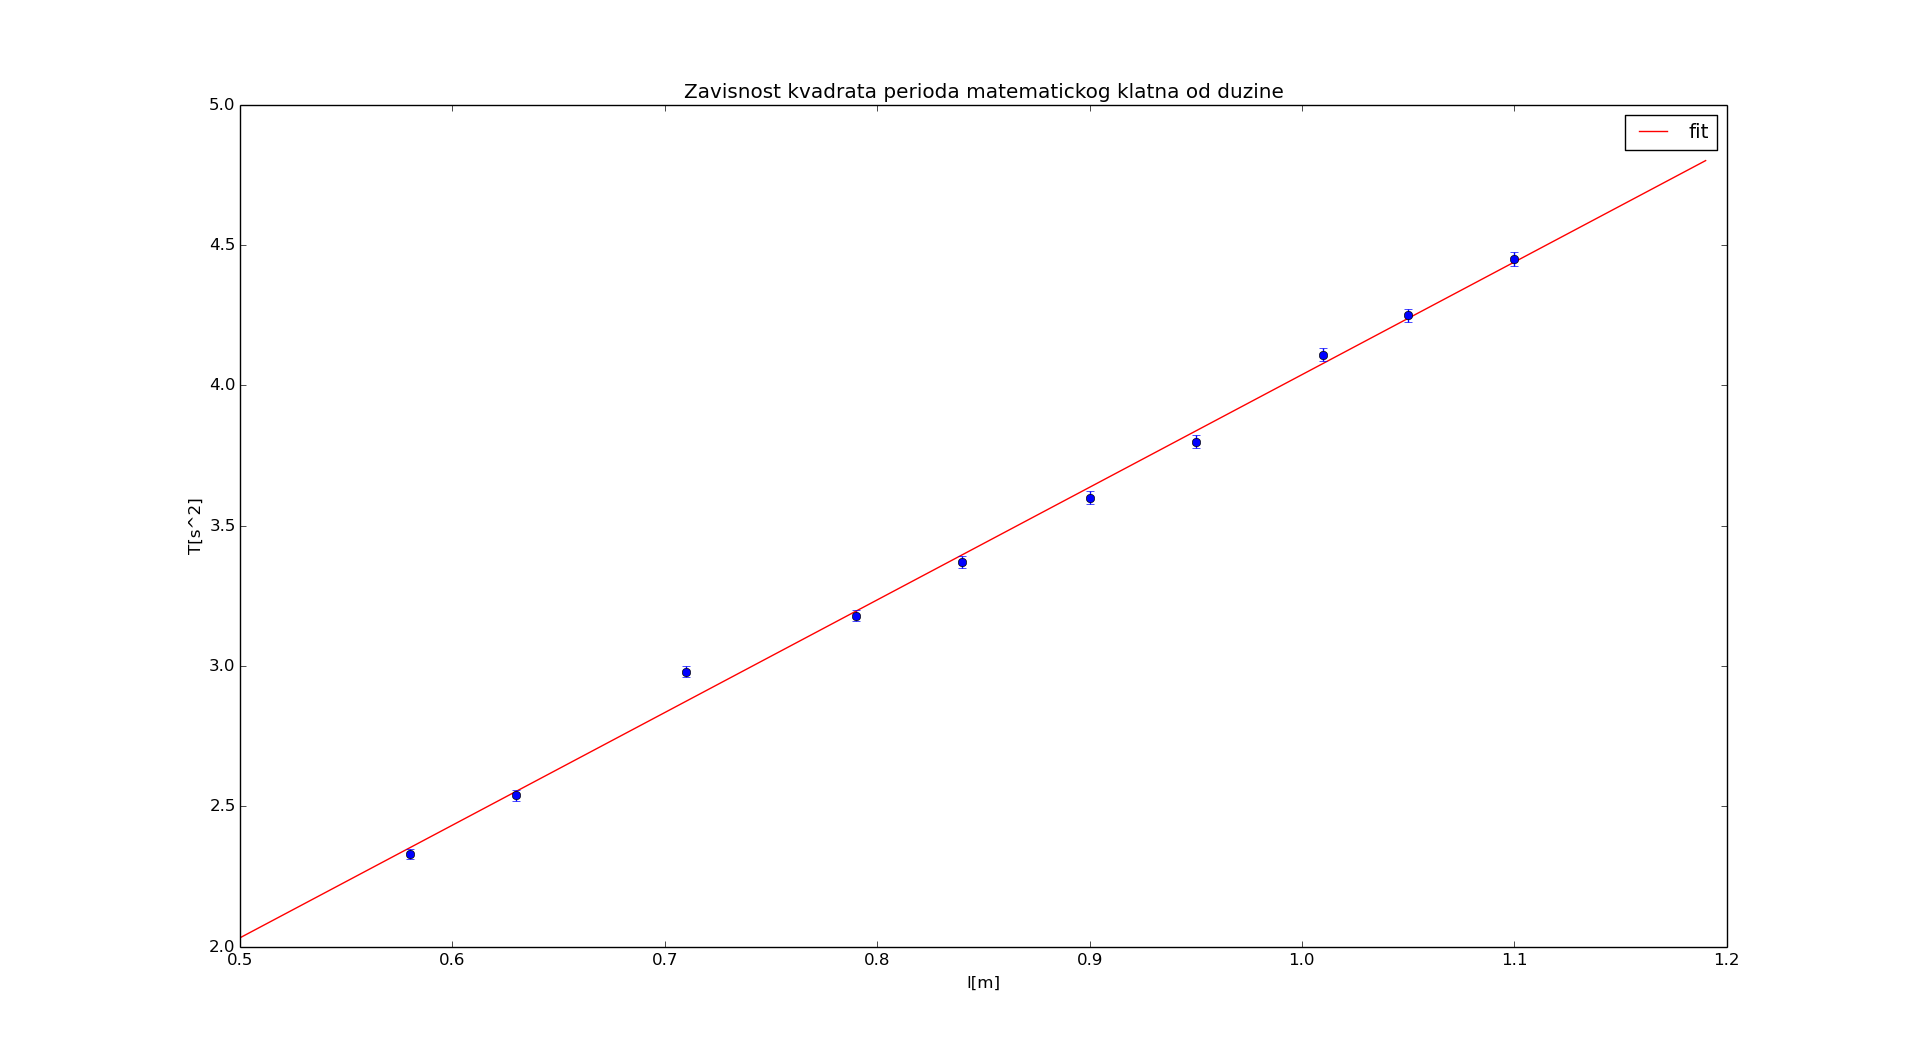 Zavisnost kvadrata perioda matematickog klatna od duzine
fit
5.0
4.5
4.0
3.5
3.0
2.5
2.0
T[s^2]
0.5 0.6 0.7 0.8 0.9 1.0 1.1 1.2
l[m]